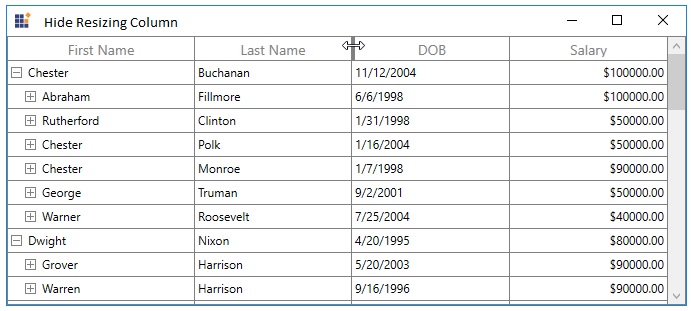 Hide Resizing Column
First Name Last Name DOB Salary
Chester Buchanan 11/12/2004 $100000.00
Abraham Fillmore 6/6/1998 $100000.00
Rutherford Clinton 1/31/1998 $50000.00
Chester Polk 1/16/2004 $50000.00
Chester Monroe 1/7/1998 $90000.00
George Truman 9/2/2001 $50000.00
Warner Roosevelt 7/25/2004 $40000.00
Dwight Nixon 4/20/1995 $80000.00
Grover Harrison 5/20/2003 $90000.00
Warren Harrison 9/16/1996 $90000.00